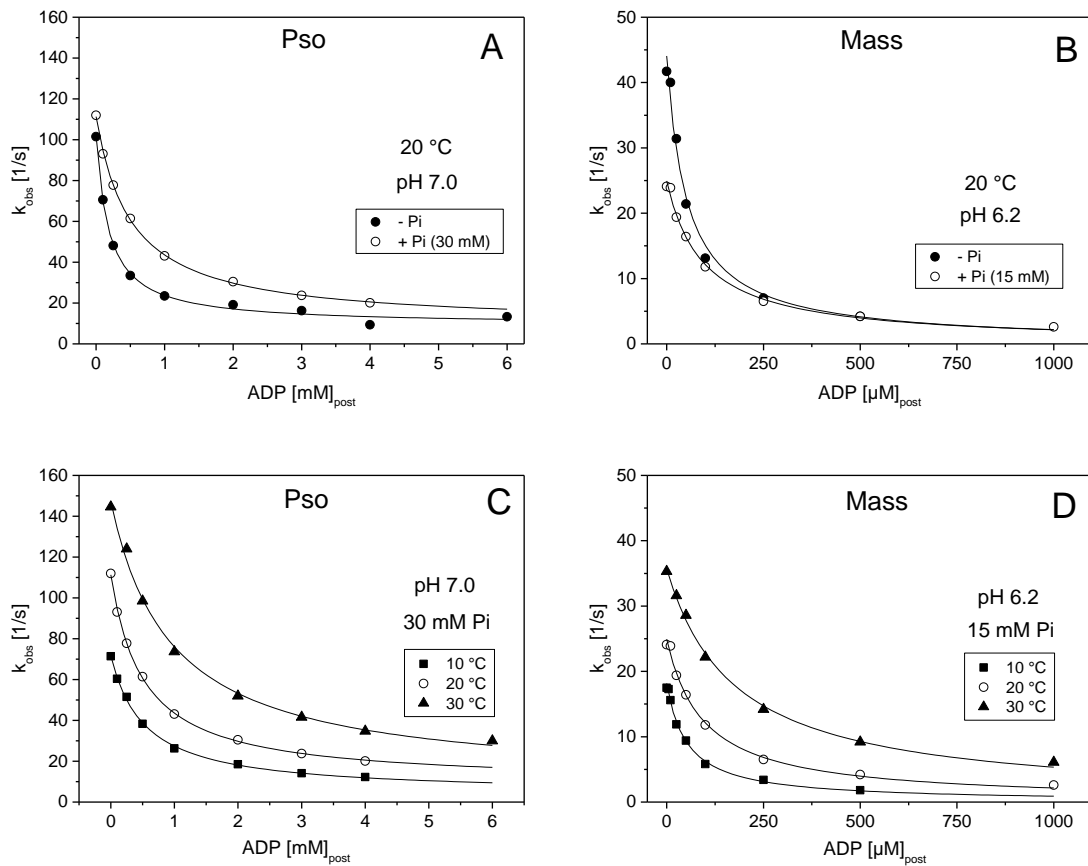 Pso
A
160
140
120
100
80
60
40
20
0
k_obs [1/s]
20 °C
pH 7.0
- Pi
+ Pi (30 mM)
0 1 2 3 4 5 6
ADP [mM]_post
Mass
B
50
40
30
20
10
0
k_obs [1/s]
20 °C
pH 6.2
- Pi
+ Pi (15 mM)
0 250 500 750 1000
ADP [µM]_post
Pso
C
160
140
120
100
80
60
40
20
0
k_obs [1/s]
pH 7.0
30 mM Pi
10 °C
20 °C
30 °C
0 1 2 3 4 5 6
ADP [mM]_post
Mass
D
50
40
30
20
10
0
k_obs [1/s]
pH 6.2
15 mM Pi
10 °C
20 °C
30 °C
0 250 500 750 1000
ADP [µM]_post